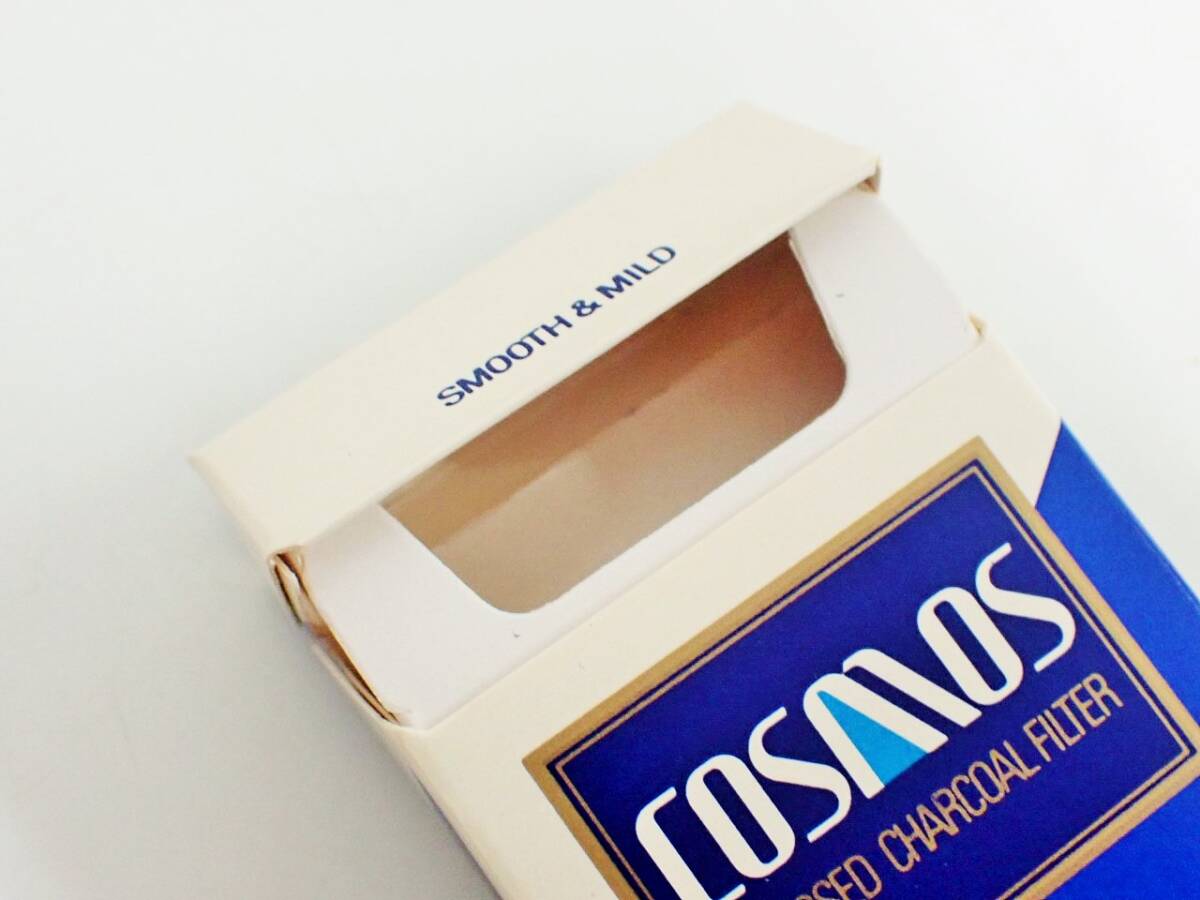 SMOOTH & MILD
COSMOS
CHARCOAL FILTER